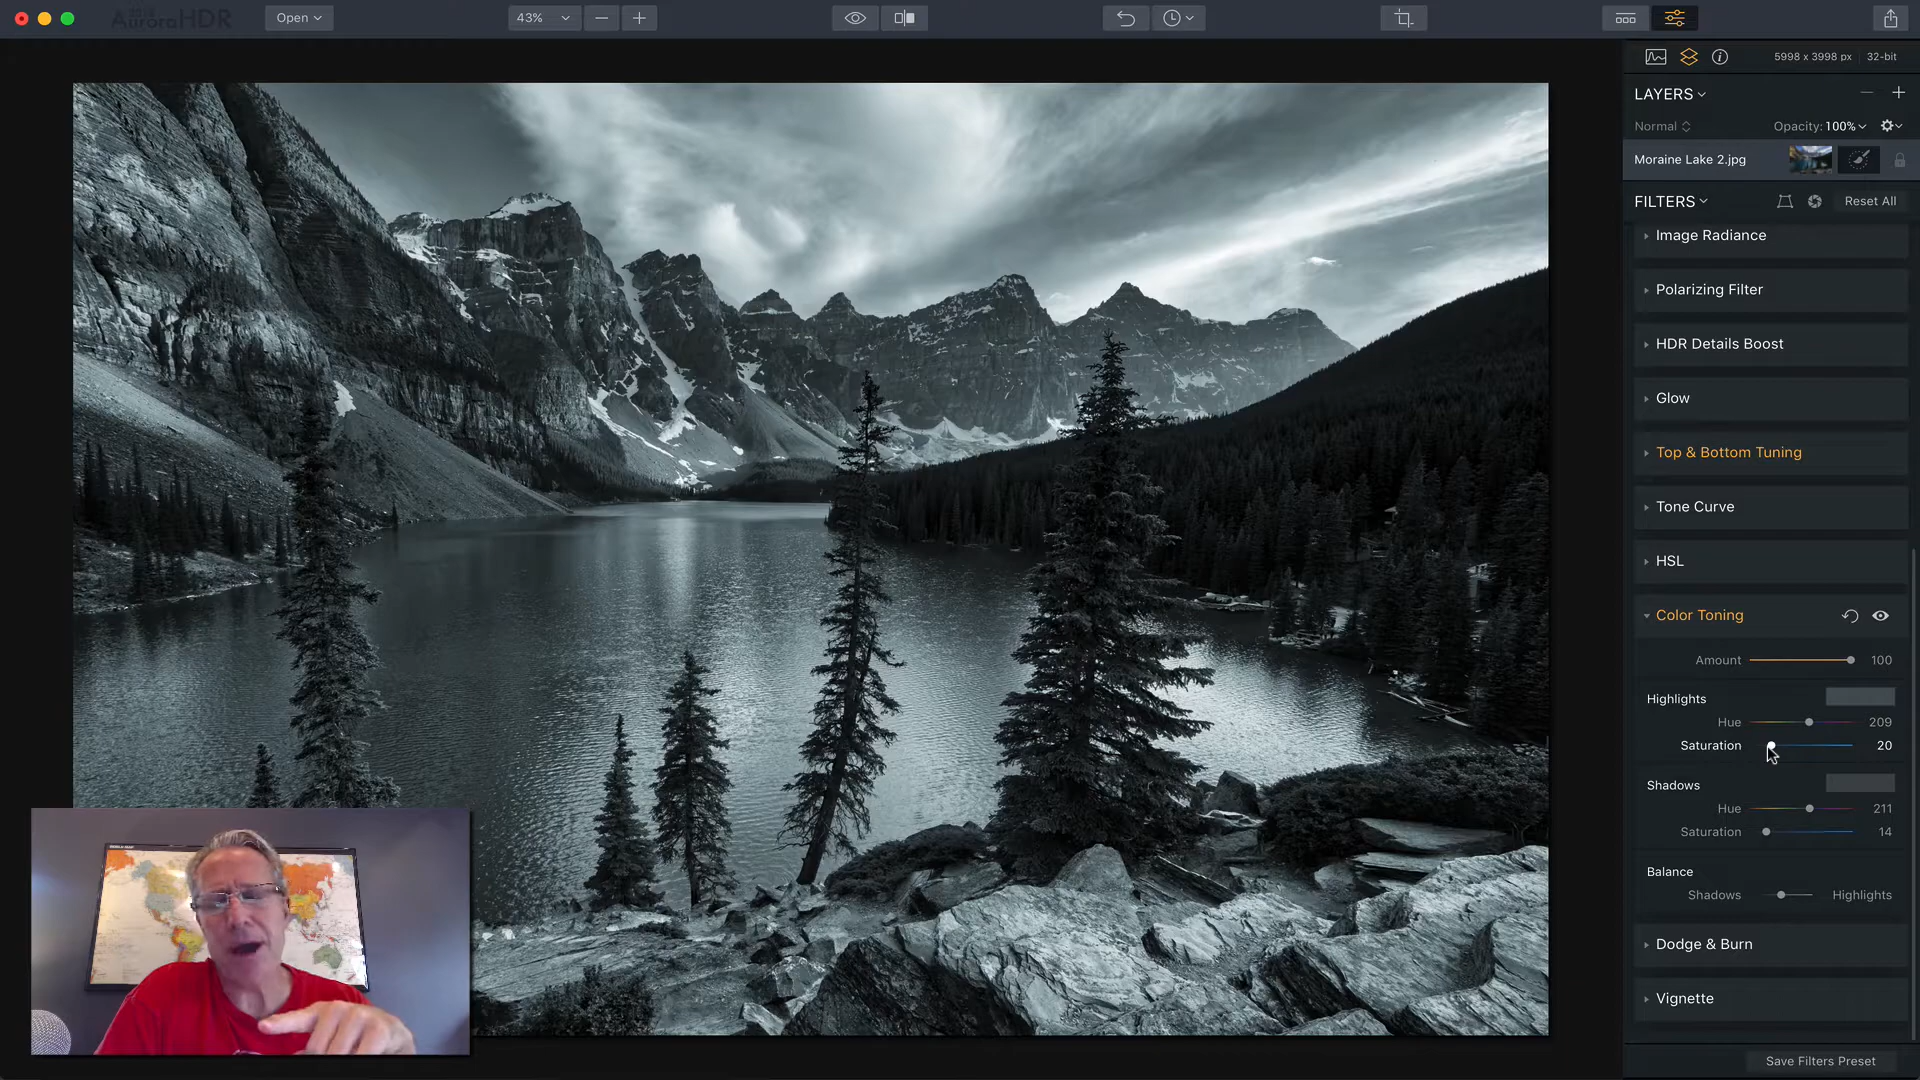 2018
AuroraHDR
Open
43%
5998 x 3998 px
32-bit
LAYERS
Normal
Opacity: 100%
Moraine Lake 2.jpg
FILTERS
Reset All
Image Radiance
Polarizing Filter
HDR Details Boost
Glow
Top & Bottom Tuning
Tone Curve
HSL
Color Toning
Amount 100
Highlights
Hue 209
Saturation 20
Shadows
Hue 211
Saturation 14
Balance
Shadows Highlights
Dodge & Burn
Vignette
Save Filters Preset